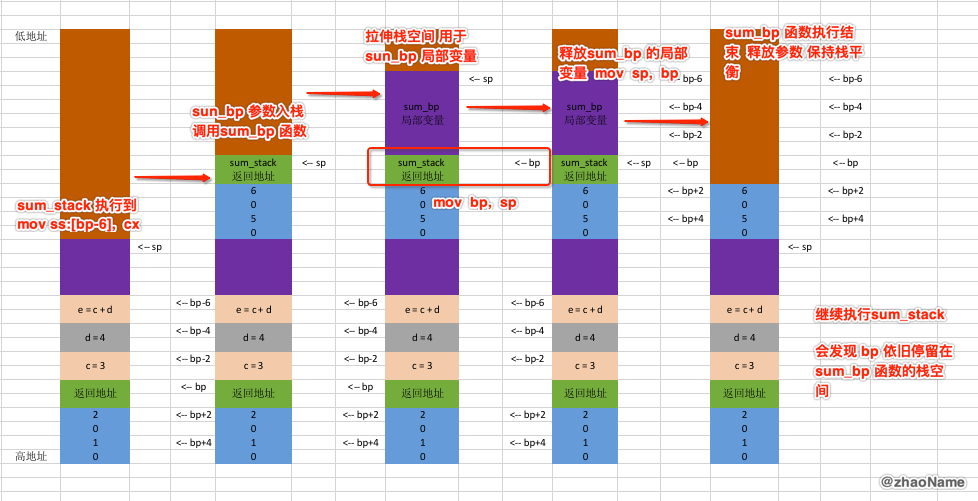 低地址
拉伸栈空间 用于
sun_bp 局部变量
释放sum_bp 的局部
变量 mov sp, bp
sum_bp 函数执行结
束 释放参数 保持栈平
衡
<-- sp <-- bp-6 <-- bp-6
sum_bp sum_bp <-- bp-4 <-- bp-4
局部变量 局部变量
sun_bp 参数入栈
调用sum_bp 函数
<-- bp-2 <-- bp-2
sum_stack <-- sp sum_stack <-- bp sum_stack <-- sp <-- bp <-- bp
返回地址 返回地址 返回地址
6 6 6 <-- bp+2 6 <-- bp+2
0 0 0 0
5 5 5 <-- bp+4 5 <-- bp+4
0 0 0 0
sum_stack 执行到
mov ss:[bp-6], cx
mov bp, sp
<-- sp <-- sp
<-- bp-6 <-- bp-6 <-- bp-6
e = c + d e = c + d e = c + d e = c + d e = c + d
<-- bp-4 <-- bp-4 <-- bp-4
d = 4 d = 4 d = 4 d = 4 d = 4
<-- bp-2 <-- bp-2 <-- bp-2
c = 3 c = 3 c = 3 c = 3 c = 3
<-- bp <-- bp <-- bp
返回地址 返回地址 返回地址 返回地址 返回地址
2 <-- bp+2 2 <-- bp+2 2 <-- bp+2 2 2
0 0 0 0 0
1 <-- bp+4 1 <-- bp+4 1 <-- bp+4 1 1
高地址 0 0 0 0 0
继续执行sum_stack
会发现 bp 依旧停留在
sum_bp 函数的栈空
间
@zhaoName